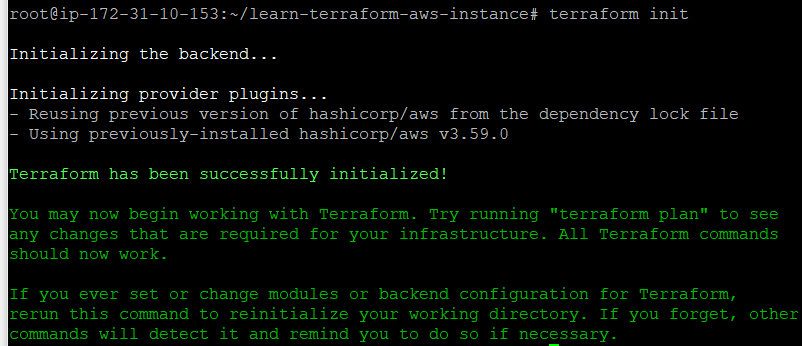 root@ip-172-31-10-153:~/learn-terraform-aws-instance# terraform init
Initializing the backend...
Initializing provider plugins...
- Reusing previous version of hashicorp/aws from the dependency lock file
- Using previously-installed hashicorp/aws v3.59.0
Terraform has been successfully initialized!
You may now begin working with Terraform. Try running "terraform plan" to see
any changes that are required for your infrastructure. All Terraform commands
should now work.
If you ever set or change modules or backend configuration for Terraform,
rerun this command to reinitialize your working directory. If you forget, other
commands will detect it and remind you to do so if necessary.